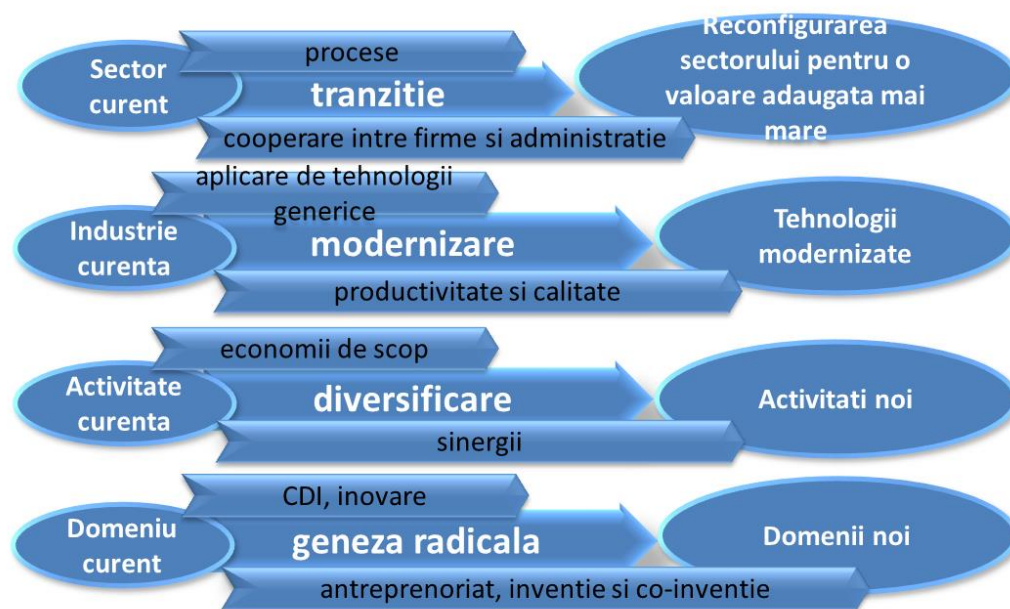 procese
Sector
curent
tranzitie
cooperare intre firme si administratie
Reconfigurarea
sectorului pentru o
valoare adaugata mai
mare
aplicare de tehnologii
generice
Industrie
curenta
modernizare
productivitate si calitate
Tehnologii
modernizate
economii de scop
Activitate
curenta
diversificare
sinergii
Activitati noi
CDI, inovare
Domeniu
curent
geneza radicala
antreprenoriat, inventie si co-inventie
Domenii noi